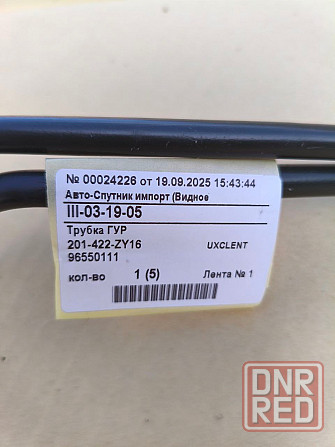 № 00024226 от 19.09.2025 15:43:44
Авто-Спутник импорт (Видное
III-03-19-05
Трубка ГУР
201-422-ZY16 UXCLENT
96550111
кол-во 1 (5) Лента № 1
DNR
RED